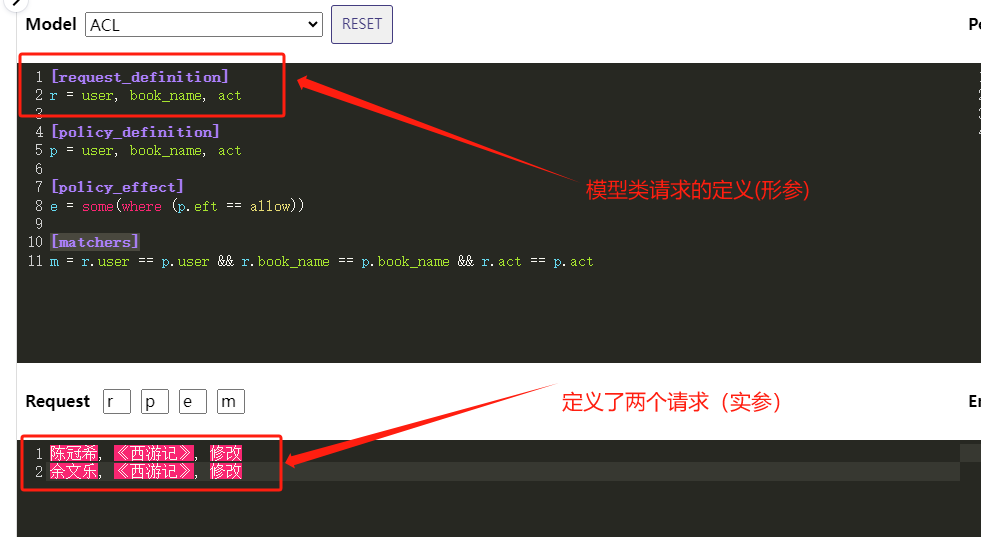 Model ACL RESET Po
1 [request_definition]
2 r = user, book_name, act
3
4 [policy_definition]
5 p = user, book_name, act
6
7 [policy_effect]
8 e = some(where (p.eft == allow))
9
10 [matchers]
11 m = r.user == p.user && r.book_name == p.book_name && r.act == p.act
模型类请求的定义(形参)
Request r p e m
定义了两个请求（实参）
1 陈冠希, 《西游记》, 修改
2 余文乐, 《西游记》, 修改